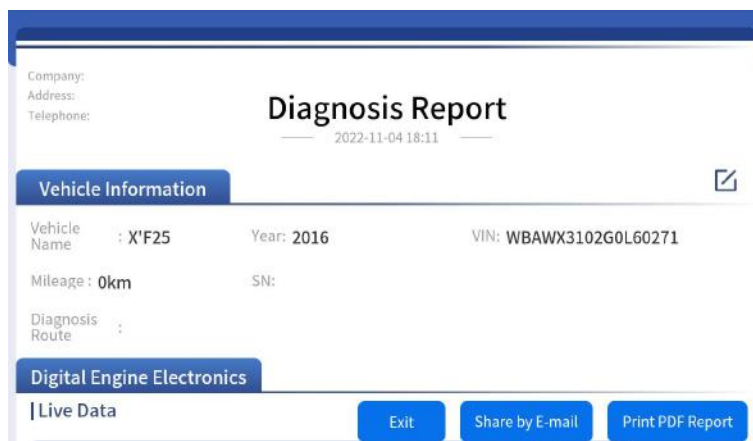 Company:
Address:
Telephone:
Diagnosis Report
2022-11-04 18:11
Vehicle Information
Vehicle Name : X'F25 Year: 2016 VIN: WBAWX3102G0L60271
Mileage : 0km SN:
Diagnosis Route :
Digital Engine Electronics
Live Data
Exit Share by E-mail Print PDF Report